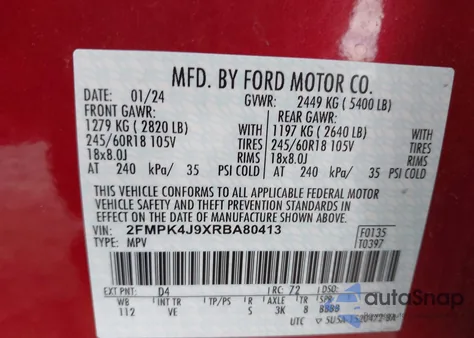 MFD. BY FORD MOTOR CO.
DATE: 01/24 GVWR: 2449 KG ( 5400 LB)
FRONT GAWR: REAR GAWR:
1279 KG ( 2820 LB) WITH 1197 KG ( 2640 LB) WITH
245/60R18 105V TIRES 245/60R18 105V TIRES
18x8.0J RIMS 18x8.0J RIMS
AT 240 kPa/ 35 PSI COLD AT 240 kPa/ 35 PSI COLD
THIS VEHICLE CONFORMS TO ALL APPLICABLE FEDERAL MOTOR
VEHICLE SAFETY AND THEFT PREVENTION STANDARDS
IN EFFECT ON THE DATE OF MANUFACTURE SHOWN ABOVE.
VIN: 2FMPK4J9XRBA80413 F0135
TYPE: MPV T0397
EXT PNT: D4 RC: 72 DSO:
WB INT TR TP/PS R AXLE TR SPR
112 VE S 3K 8 BBBB
UTC
AutoSnap